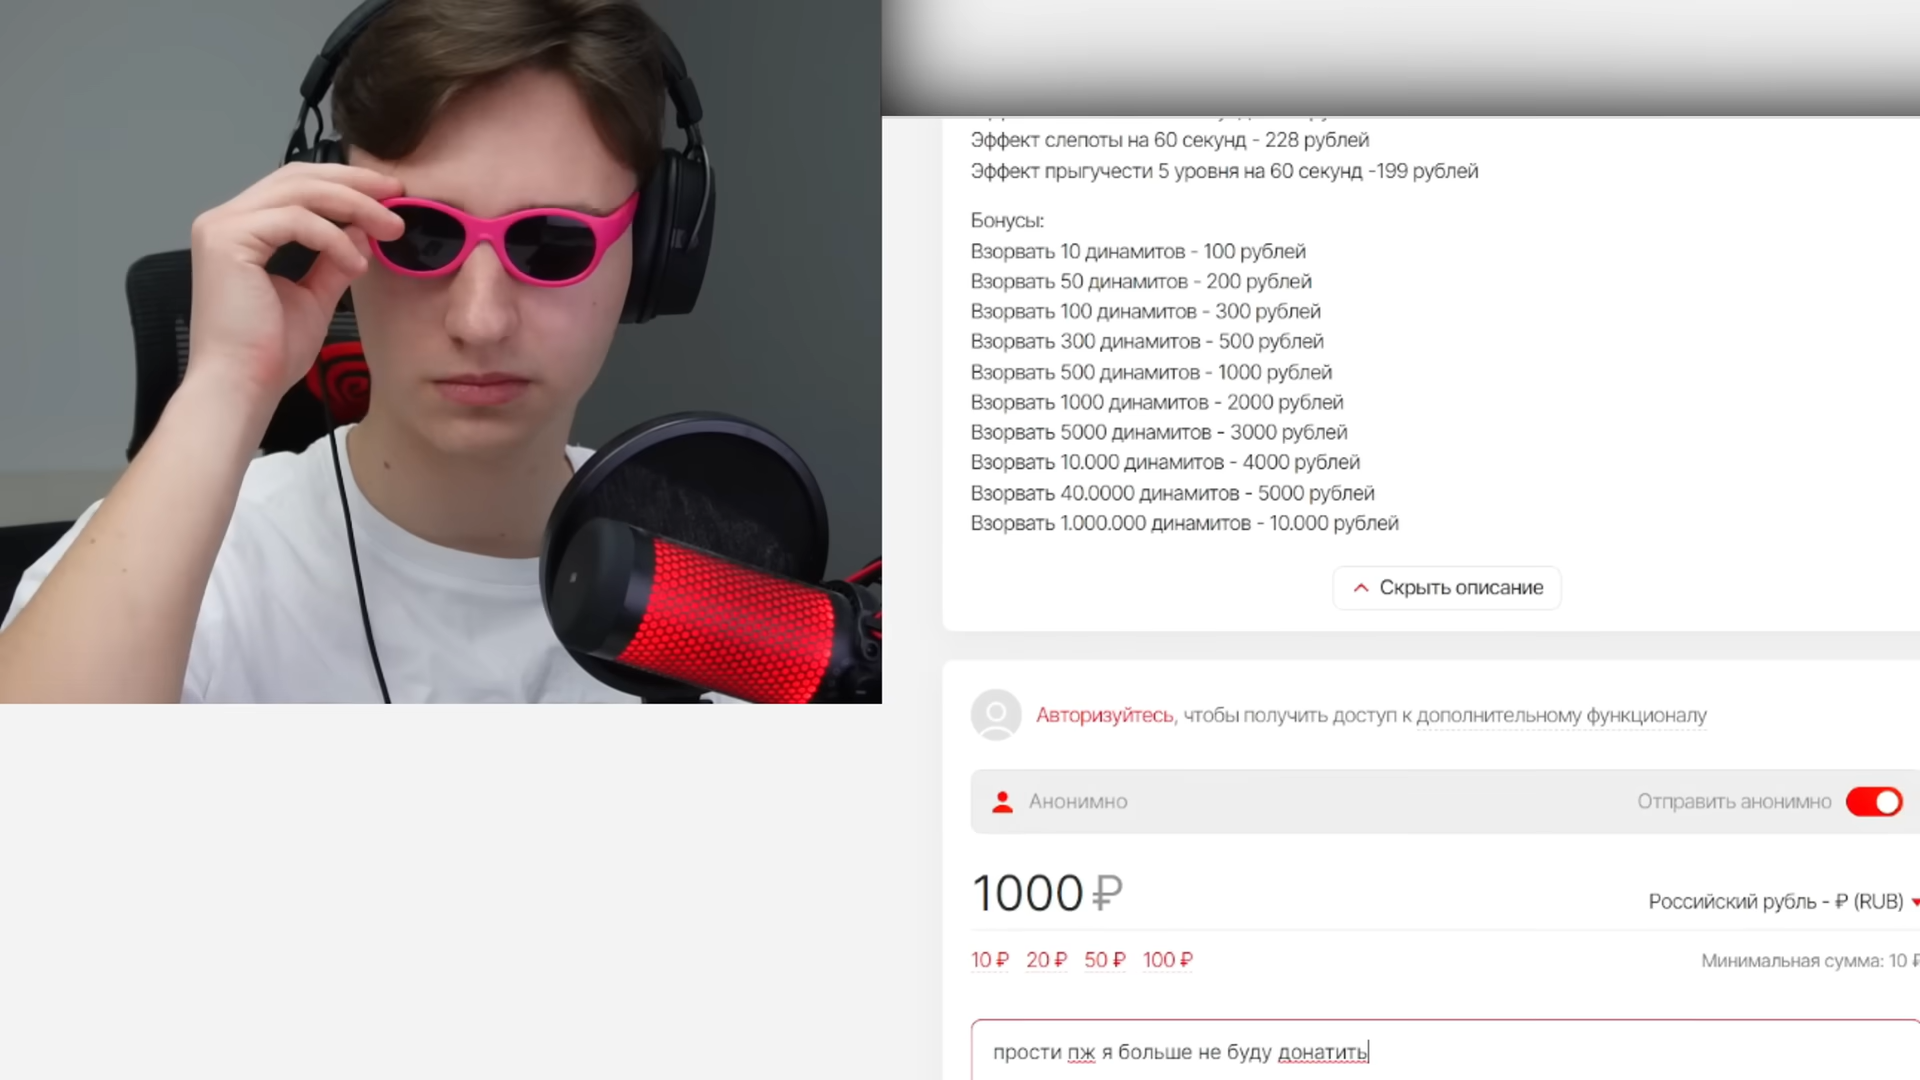 Эффект слепоты на 60 секунд - 228 рублей
Эффект прыгучести 5 уровня на 60 секунд -199 рублей
Бонусы:
Взорвать 10 динамитов - 100 рублей
Взорвать 50 динамитов - 200 рублей
Взорвать 100 динамитов - 300 рублей
Взорвать 300 динамитов - 500 рублей
Взорвать 500 динамитов - 1000 рублей
Взорвать 1000 динамитов - 2000 рублей
Взорвать 5000 динамитов - 3000 рублей
Взорвать 10.000 динамитов - 4000 рублей
Взорвать 40.0000 динамитов - 5000 рублей
Взорвать 1.000.000 динамитов - 10.000 рублей
Скрыть описание
Авторизуйтесь, чтобы получить доступ к дополнительному функционалу
Анонимно Отправить анонимно
1000 ₽ Российский рубль - ₽ (RUB)
10 ₽ 20 ₽ 50 ₽ 100 ₽ Минимальная сумма: 10 ₽
прости пж я больше не буду донатить